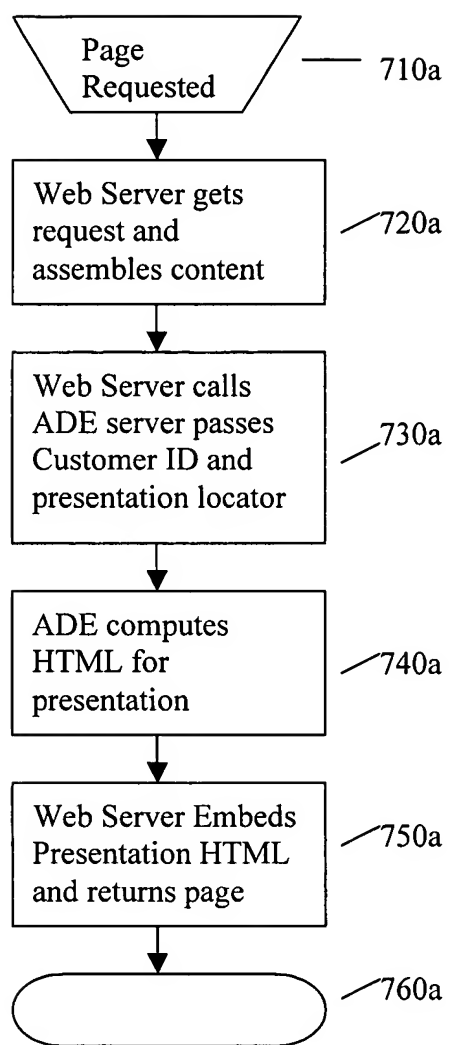 Page
Requested
710a
Web Server gets
request and
assembles content
720a
Web Server calls
ADE server passes
Customer ID and
presentation locator
730a
ADE computes
HTML for
presentation
740a
Web Server Embeds
Presentation HTML
and returns page
750a
760a